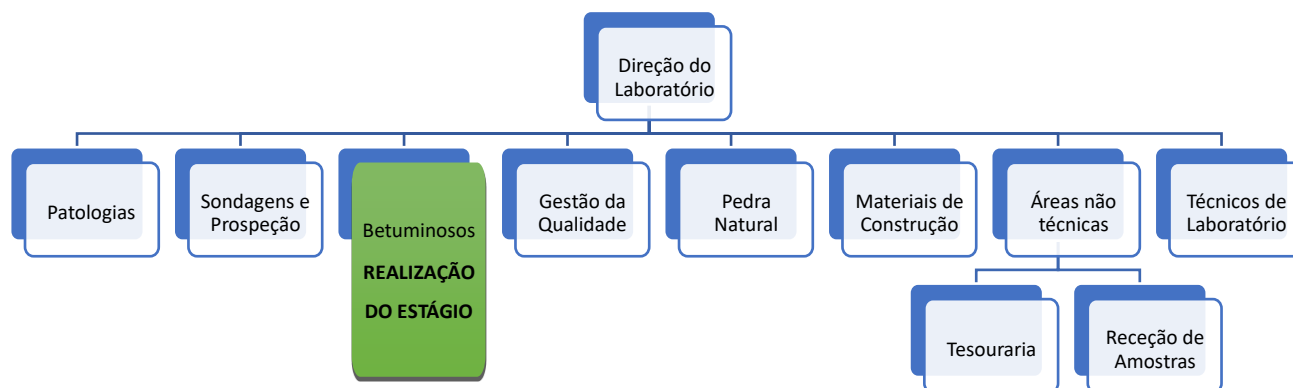 Direção do
Laboratório
Patologias
Sondagens e
Prospeção
Betuminosos
REALIZAÇÃO
DO ESTÁGIO
Gestão da
Qualidade
Pedra
Natural
Materiais de
Construção
Áreas não
técnicas
Técnicos de
Laboratório
Tesouraria
Receção de
Amostras